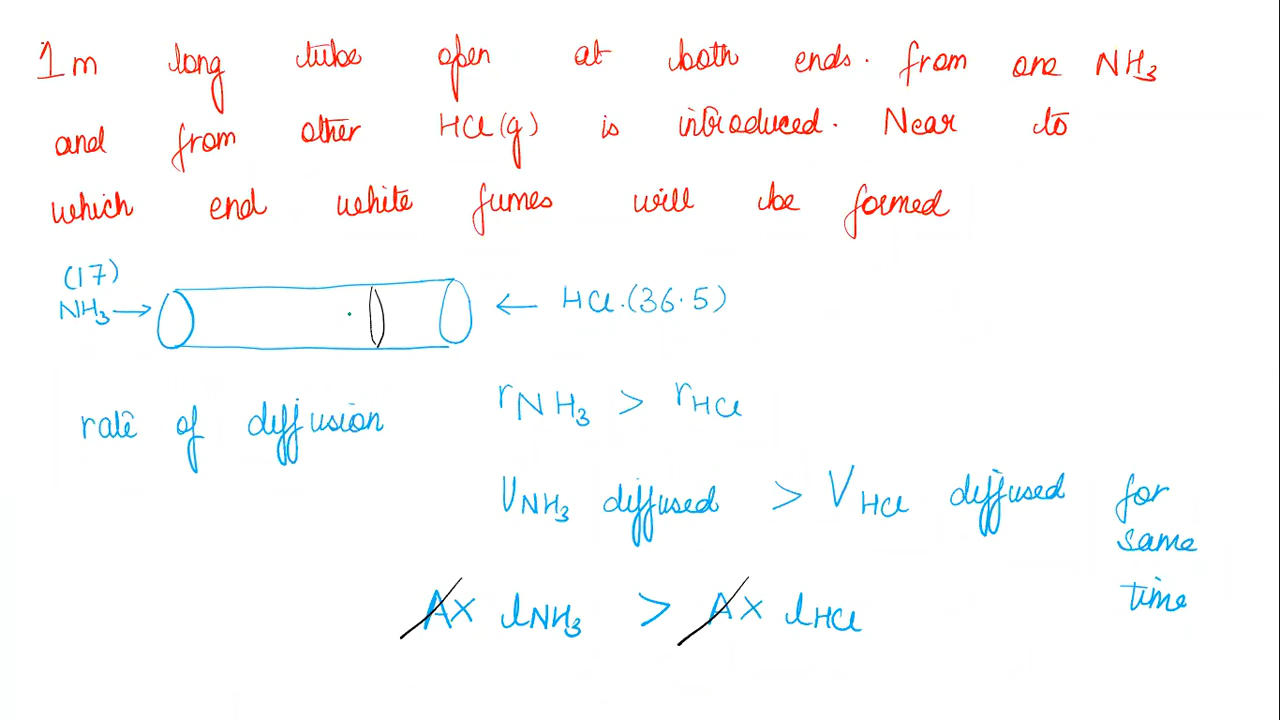 1m long tube open at both ends. from one NH₃
and from other HCl(g) is introduced. Near to
which end white fumes will be formed
(17)
NH₃ → ← HCl.(36.5)
rate of diffusion rNH₃ > rHCl
VNH₃ diffused > VHCl diffused for
same
time
A× lNH₃ > A× lHCl